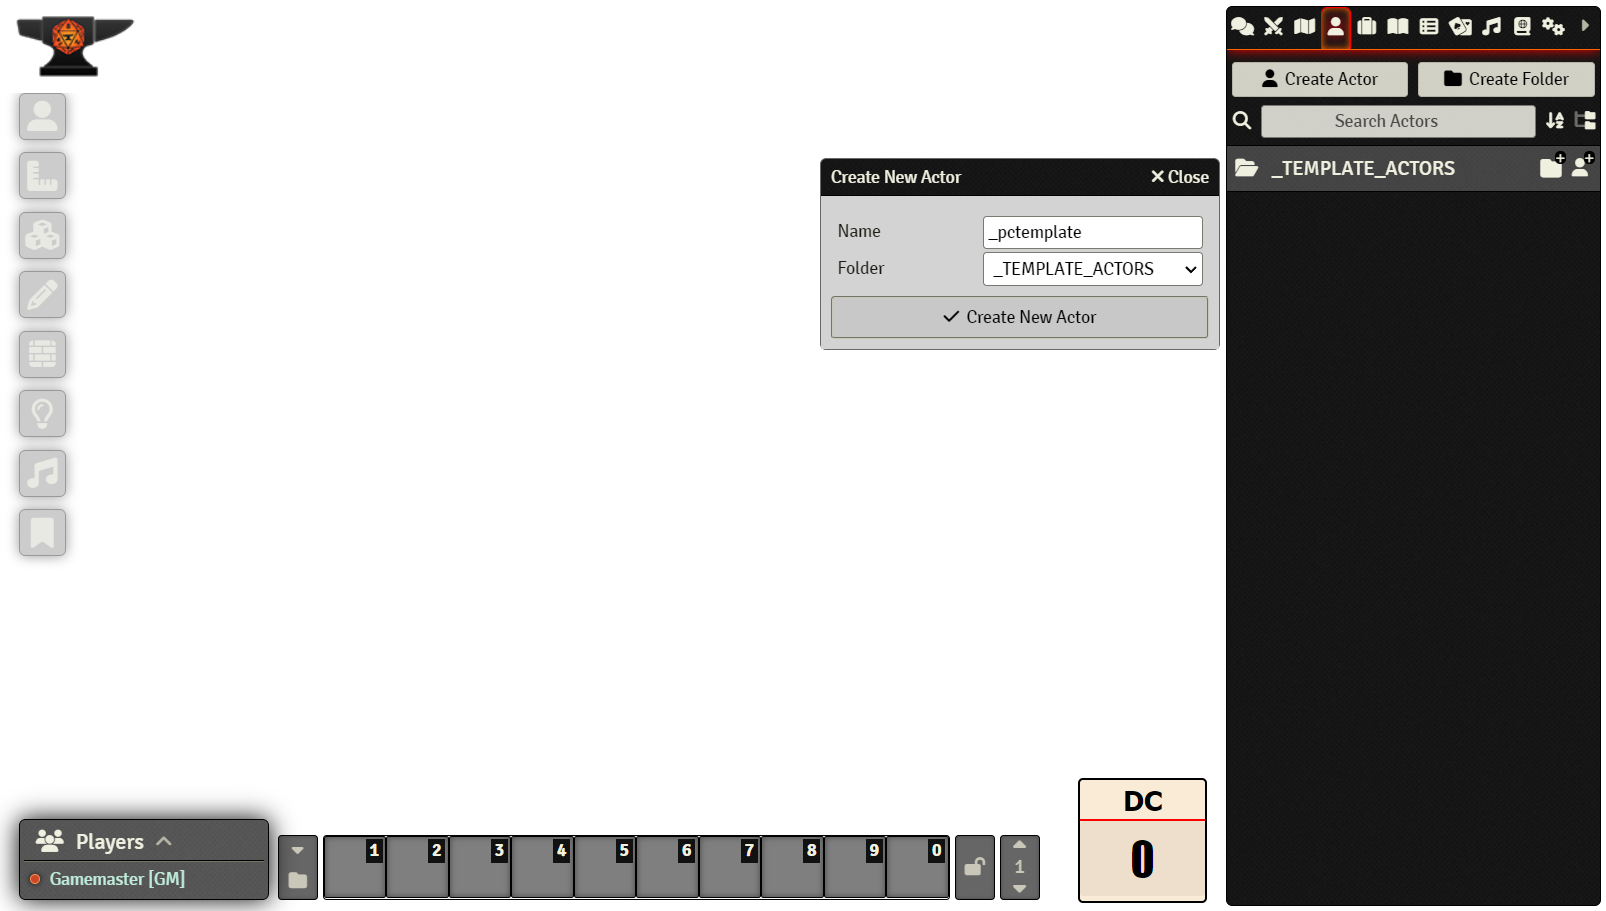 Create Actor
Create Folder
Search Actors
_TEMPLATE_ACTORS
Create New Actor
Close
Name
_pctemplate
Folder
_TEMPLATE_ACTORS
Create New Actor
DC
0
Players
Gamemaster [GM]
1 2 3 4 5 6 7 8 9 0
1